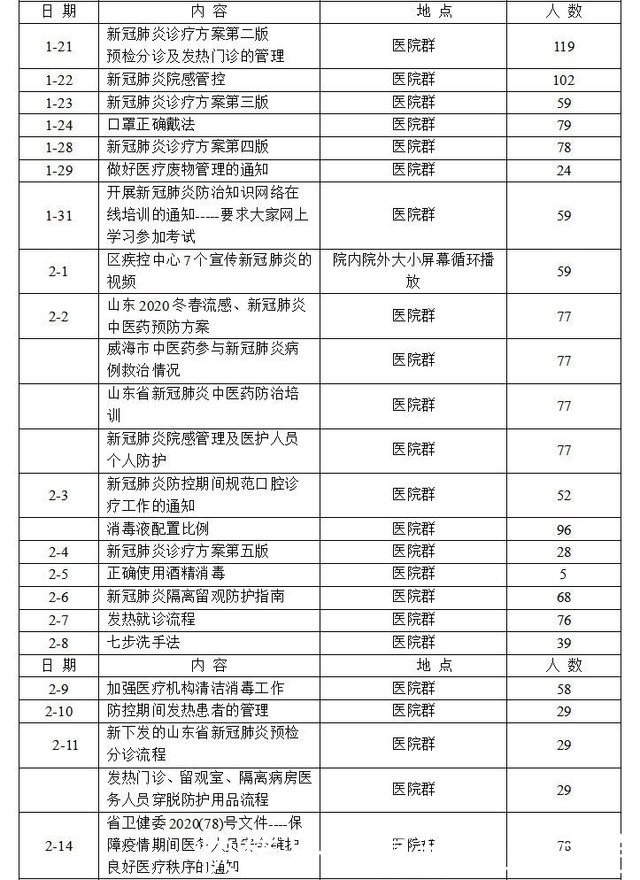 日 期 内 容 地 点 人 数
1-21 新冠肺炎诊疗方案第二版 医院群 119
预检分诊及发热门诊的管理
1-22 新冠肺炎院感管控 医院群 102
1-23 新冠肺炎诊疗方案第三版 医院群 59
1-24 口罩正确戴法 医院群 79
1-28 新冠肺炎诊疗方案第四版 医院群 78
1-29 做好医疗废物管理的通知 医院群 24
1-31 开展新冠肺炎防治知识网络在 医院群 59
线培训的通知-----要求大家网上
学习参加考试
2-1 区疾控中心7个宣传新冠肺炎的 院内院外大小屏幕循环播 59
视频 放
2-2 山东2020冬春流感、新冠肺炎 医院群 77
中医药预防方案
威海市中医药参与新冠肺炎病 医院群 77
例救治情况
山东省新冠肺炎中医药防治培 医院群 77
训
新冠肺炎院感管理及医护人员 医院群 77
个人防护
2-3 新冠肺炎防控期间规范口腔诊 医院群 52
疗工作的通知
消毒液配置比例 医院群 96
2-4 新冠肺炎诊疗方案第五版 医院群 28
2-5 正确使用酒精消毒 医院群 5
2-6 新冠肺炎隔离留观防护指南 医院群 68
2-7 发热就诊流程 医院群 76
2-8 七步洗手法 医院群 39
日 期 内 容 地 点 人 数
2-9 加强医疗机构清洁消毒工作 医院群 58
2-10 防控期间发热患者的管理 医院群 29
2-11 新下发的山东省新冠肺炎预检 医院群 29
分诊流程
发热门诊、留观室、隔离病房医 医院群 29
务人员穿脱防护用品流程
2-14 省卫健委2020(78)号文件----保 医院 78
障疫情期间医务人员安全维护
良好医疗秩序的通知